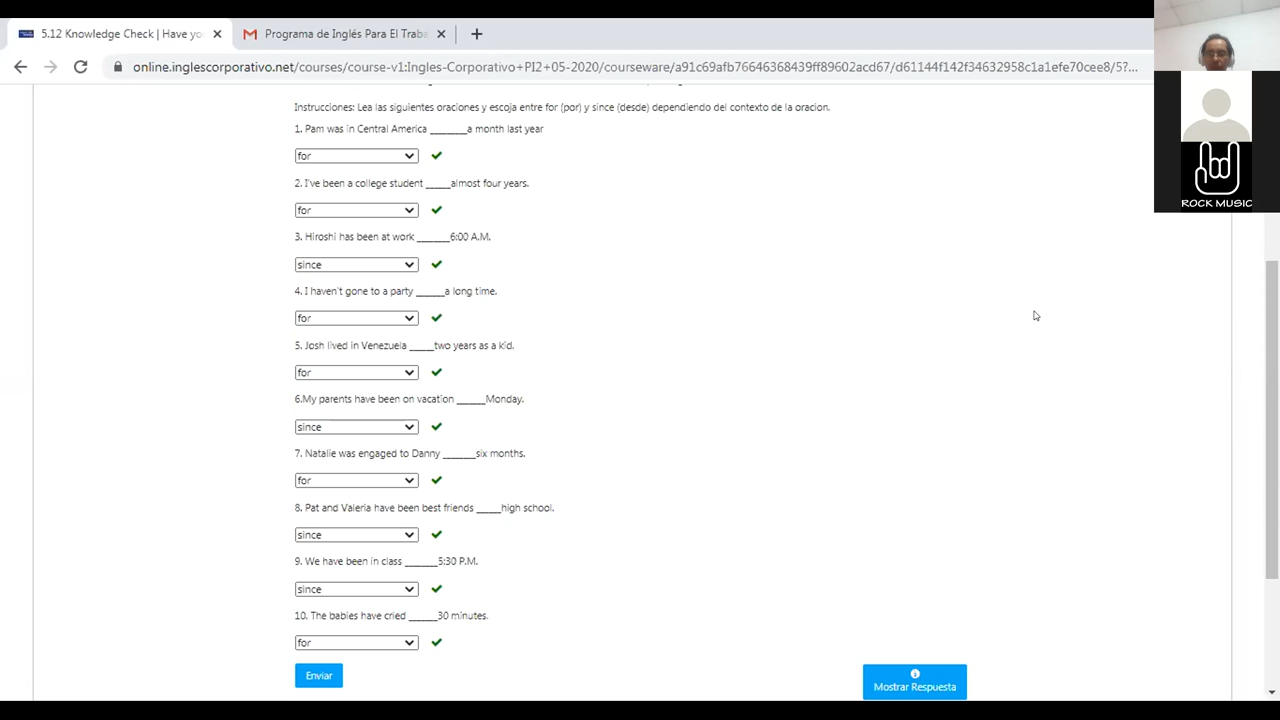 5.12 Knowledge Check | Have yo
Programa de Inglés Para El Traba
online.inglescorporativo.net/courses/course-v1:Ingles-Corporativo+PI2+05-2020/courseware/a91c69afb76646368439ff89602acd67/d61144f142f34632958c1a1efe70cee8/5?...
Instrucciones: Lea las siguientes oraciones y escoja entre for (por) y since (desde) dependiendo del contexto de la oracion.
1. Pam was in Central America ________a month last year
for
2. I've been a college student _____almost four years.
for
3. Hiroshi has been at work _______6:00 A.M.
since
4. I haven't gone to a party ______a long time.
for
5. Josh lived in Venezuela _____two years as a kid.
for
6.My parents have been on vacation ______Monday.
since
7. Natalie was engaged to Danny _______six months.
for
8. Pat and Valeria have been best friends _____high school.
since
9. We have been in class _______5:30 P.M.
since
10. The babies have cried ______30 minutes.
for
Enviar
Mostrar Respuesta
ROCK MUSIC